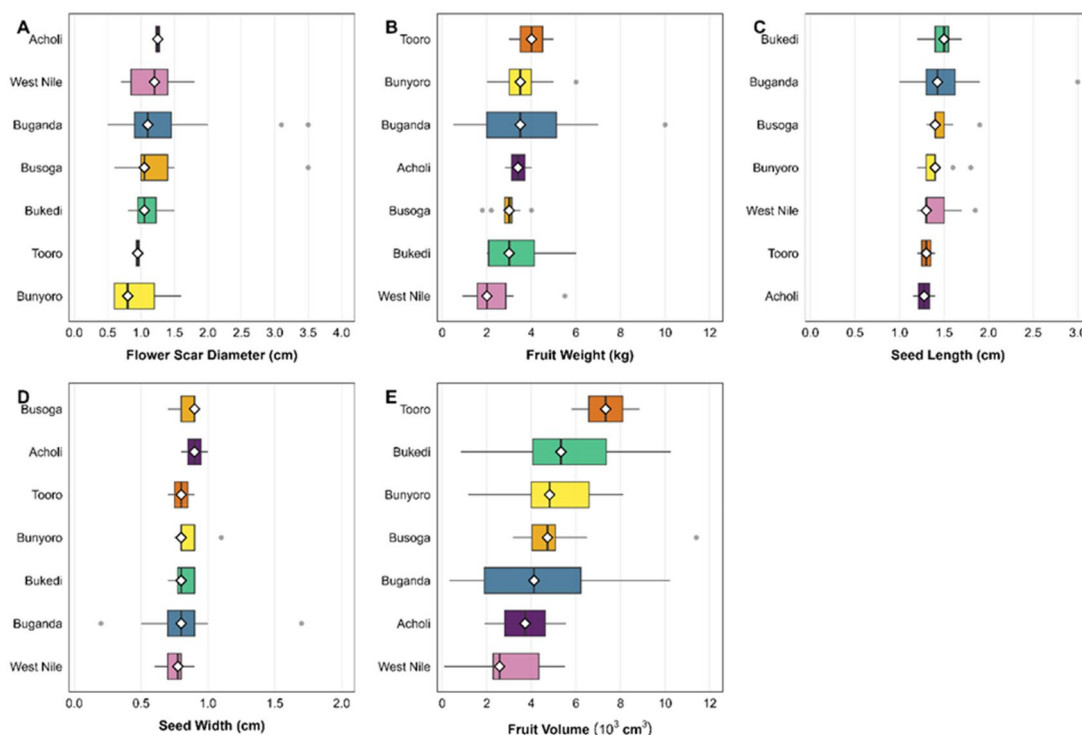 A
Acholi
West Nile
Buganda
Busoga
Bukedi
Tooro
Bunyoro
0.0 0.5 1.0 1.5 2.0 2.5 3.0 3.5 4.0
Flower Scar Diameter (cm)
B
Tooro
Bunyoro
Buganda
Acholi
Busoga
Bukedi
West Nile
0 2 4 6 8 10 12
Fruit Weight (kg)
C
Bukedi
Buganda
Busoga
Bunyoro
West Nile
Tooro
Acholi
0.0 0.5 1.0 1.5 2.0 2.5 3.0
Seed Length (cm)
D
Busoga
Acholi
Tooro
Bunyoro
Bukedi
Buganda
West Nile
0.0 0.5 1.0 1.5 2.0
Seed Width (cm)
E
Tooro
Bukedi
Bunyoro
Busoga
Buganda
Acholi
West Nile
0 2 4 6 8 10 12
Fruit Volume (10³ cm³)